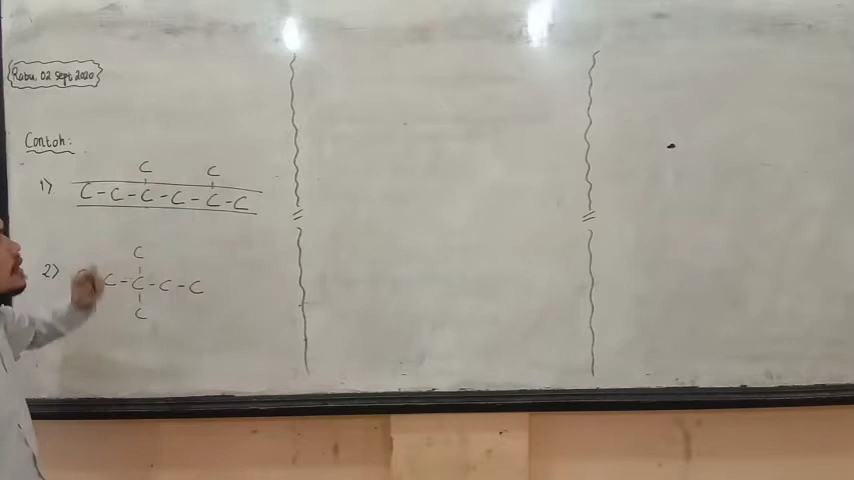 Rabu, 02 Sept 2020
Contoh:
C C
1) C - C - C - C - C - C
C
2) C - C - C - C
C